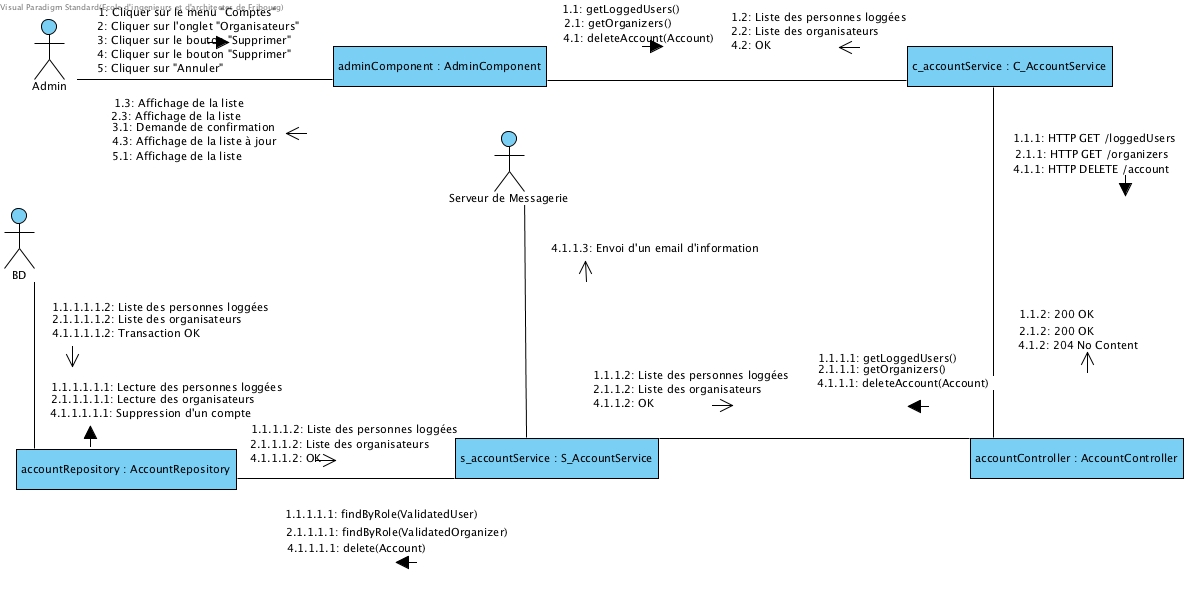 Visual Paradigm Standard(Ecole d'ingenieurs et d'architectes de Fribourg)
1: Cliquer sur le menu "Comptes"
2: Cliquer sur l'onglet "Organisateurs"
3: Cliquer sur le bouton "Supprimer"
4: Cliquer sur le bouton "Supprimer"
5: Cliquer sur "Annuler"
Admin
adminComponent : AdminComponent
1.1: getLoggedUsers()
2.1: getOrganizers()
4.1: deleteAccount(Account)
1.2: Liste des personnes loggées
2.2: Liste des organisateurs
4.2: OK
c_accountService : C_AccountService
1.3: Affichage de la liste
2.3: Affichage de la liste
3.1: Demande de confirmation
4.3: Affichage de la liste à jour
5.1: Affichage de la liste
1.1.1: HTTP GET /loggedUsers
2.1.1: HTTP GET /organizers
4.1.1: HTTP DELETE /account
Serveur de Messagerie
4.1.1.3: Envoi d'un email d'information
BD
1.1.1.1.1.2: Liste des personnes loggées
2.1.1.1.1.2: Liste des organisateurs
4.1.1.1.1.2: Transaction OK
1.1.2: 200 OK
2.1.2: 200 OK
4.1.2: 204 No Content
1.1.1.1.1.1: Lecture des personnes loggées
2.1.1.1.1.1: Lecture des organisateurs
4.1.1.1.1.1: Suppression d'un compte
1.1.1.2: Liste des personnes loggées
2.1.1.2: Liste des organisateurs
4.1.1.2: OK
1.1.1.1: getLoggedUsers()
2.1.1.1: getOrganizers()
4.1.1.1: deleteAccount(Account)
1.1.1.1.2: Liste des personnes loggées
2.1.1.1.2: Liste des organisateurs
4.1.1.1.2: OK
accountRepository : AccountRepository
s_accountService : S_AccountService
accountController : AccountController
1.1.1.1.1: findByRole(ValidatedUser)
2.1.1.1.1: findByRole(ValidatedOrganizer)
4.1.1.1.1: delete(Account)